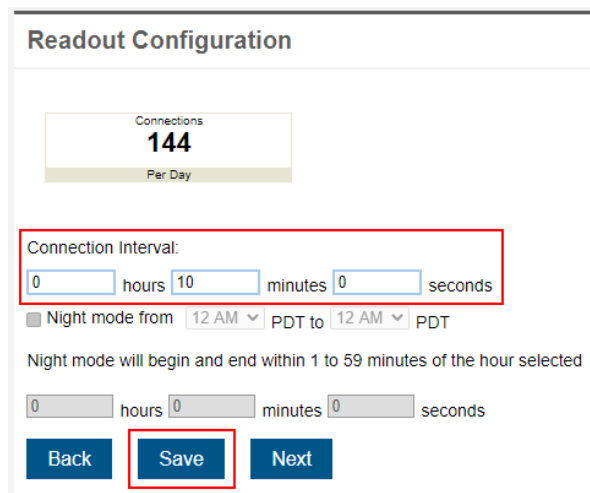 Readout Configuration
Connections
144
Per Day
Connection Interval:
0 hours 10 minutes 0 seconds
Night mode from 12 AM PDT to 12 AM PDT
Night mode will begin and end within 1 to 59 minutes of the hour selected
0 hours 0 minutes 0 seconds
Back Save Next